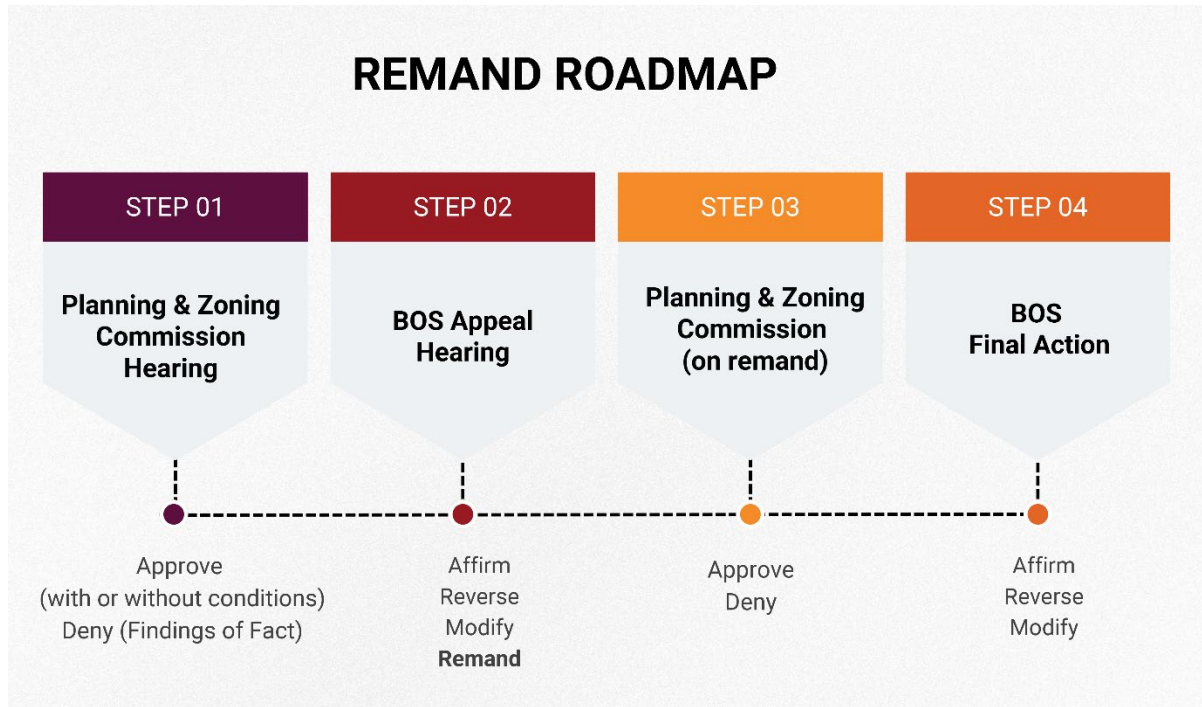 REMAND ROADMAP
STEP 01
Planning & Zoning
Commission
Hearing
Approve
(with or without conditions)
Deny (Findings of Fact)
STEP 02
BOS Appeal
Hearing
Affirm
Reverse
Modify
Remand
STEP 03
Planning & Zoning
Commission
(on remand)
Approve
Deny
STEP 04
BOS
Final Action
Affirm
Reverse
Modify